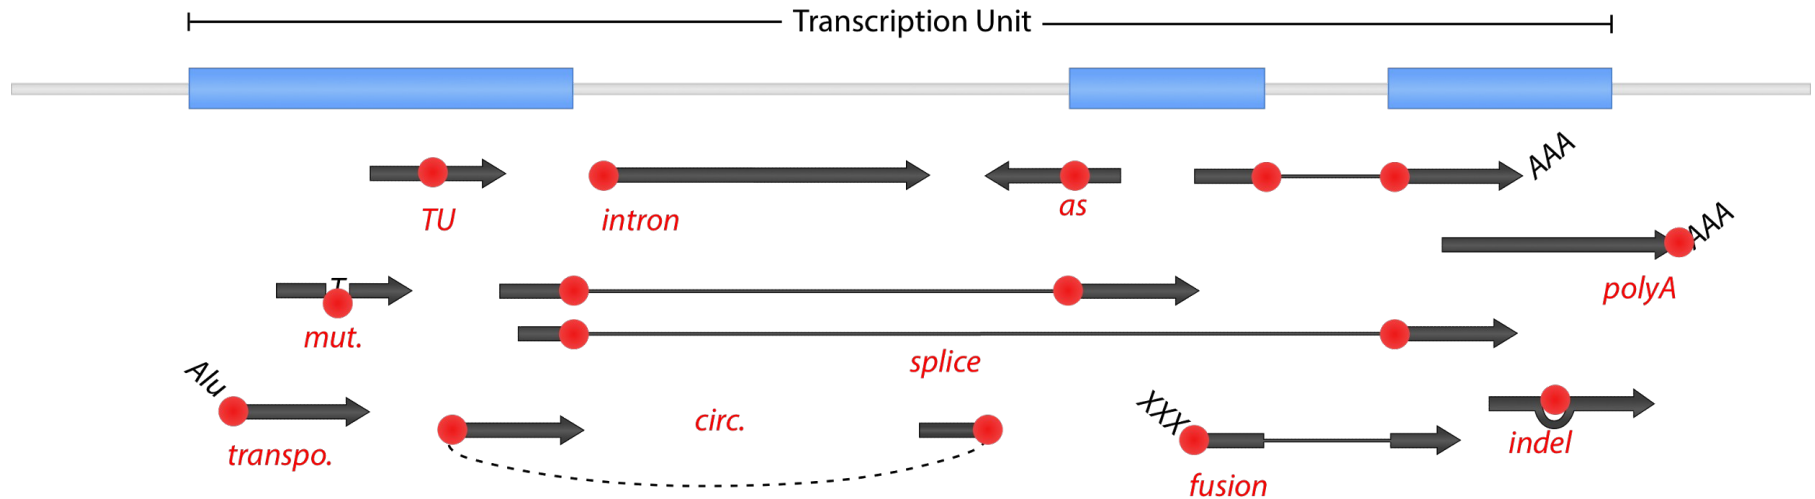 Transcription Unit
AAA
TU
intron
as
AAA
T
polyA
mut.
splice
Alu
circ.
XXX
transpo.
indel
fusion